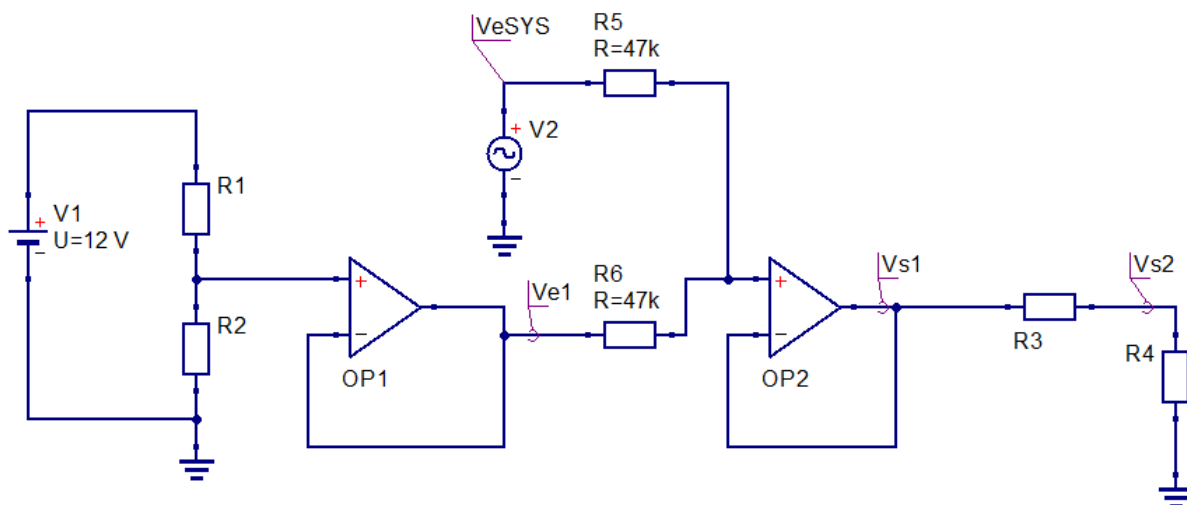 VeSYS
R5
R=47k
V2
R1
V1
U=12 V
R2
OP1
Ve1
R6
R=47k
OP2
Vs1
Vs2
R3
R4